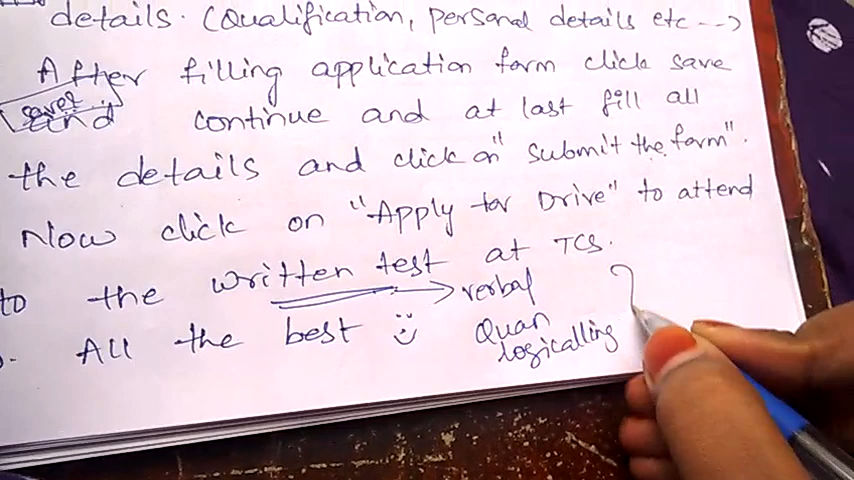 details. (Qualification, personal details etc --->
After filling application form click save
and continue and at last fill all
the details and click on "submit the form".
Now click on "Apply for Drive" to attend
to the written test at TCS.
verbal
All the best
Quan
logicalling